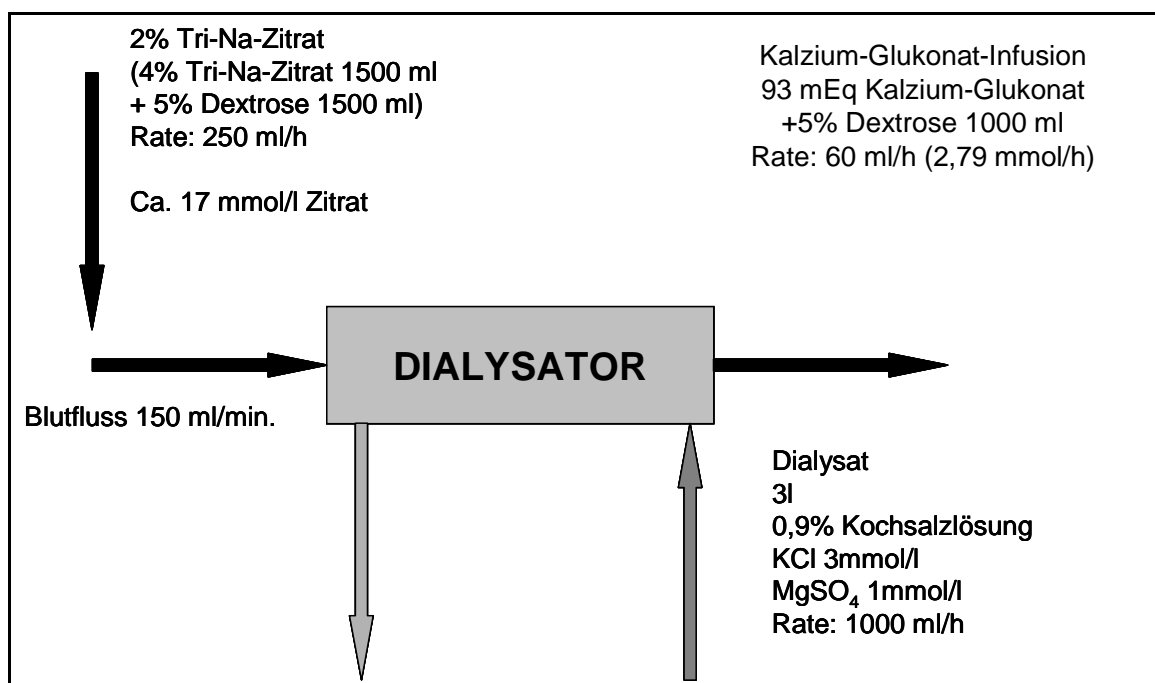 2% Tri-Na-Zitrat
(4% Tri-Na-Zitrat 1500 ml
+ 5% Dextrose 1500 ml)
Rate: 250 ml/h
Ca. 17 mmol/l Zitrat
Kalzium-Glukonat-Infusion
93 mEq Kalzium-Glukonat
+5% Dextrose 1000 ml
Rate: 60 ml/h (2,79 mmol/h)
DIALYSATOR
Blutfluss 150 ml/min.
Dialysat
3l
0,9% Kochsalzlösung
KCl 3mmol/l
MgSO₄ 1mmol/l
Rate: 1000 ml/h